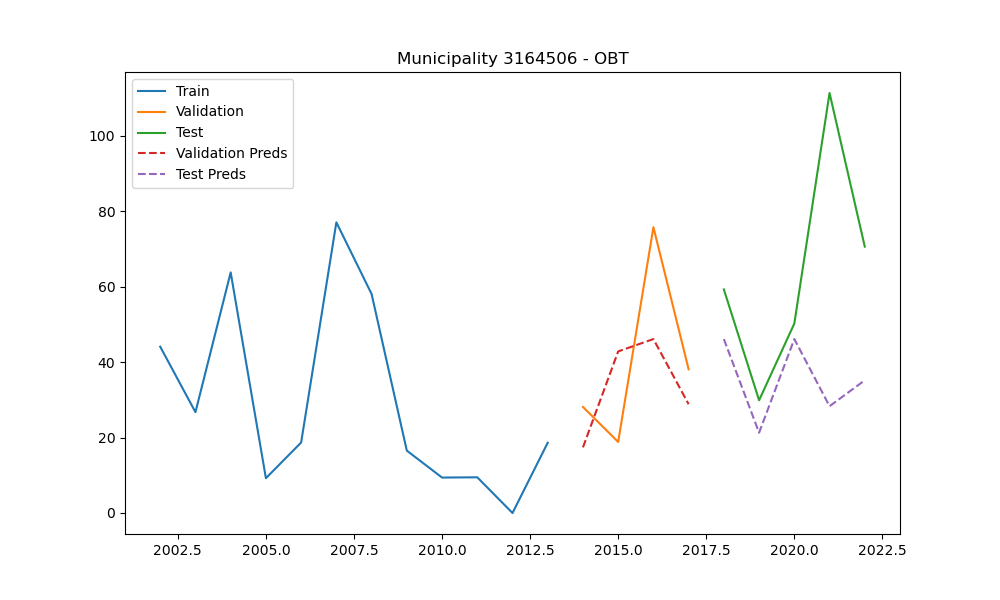 Municipality 3164506 - OBT
Train
Validation
Test
Validation Preds
Test Preds
100
80
60
40
20
0
2002.5 2005.0 2007.5 2010.0 2012.5 2015.0 2017.5 2020.0 2022.5